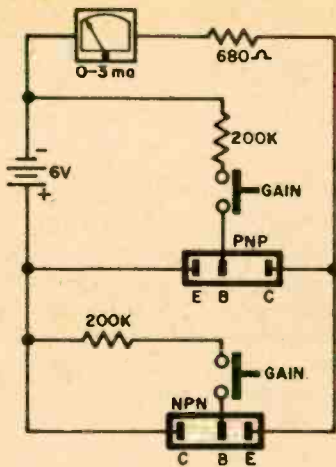 0-3 ma
680Ω
200K
GAIN
-
6V
+
PNP
E B C
200K
GAIN
NPN
C B E